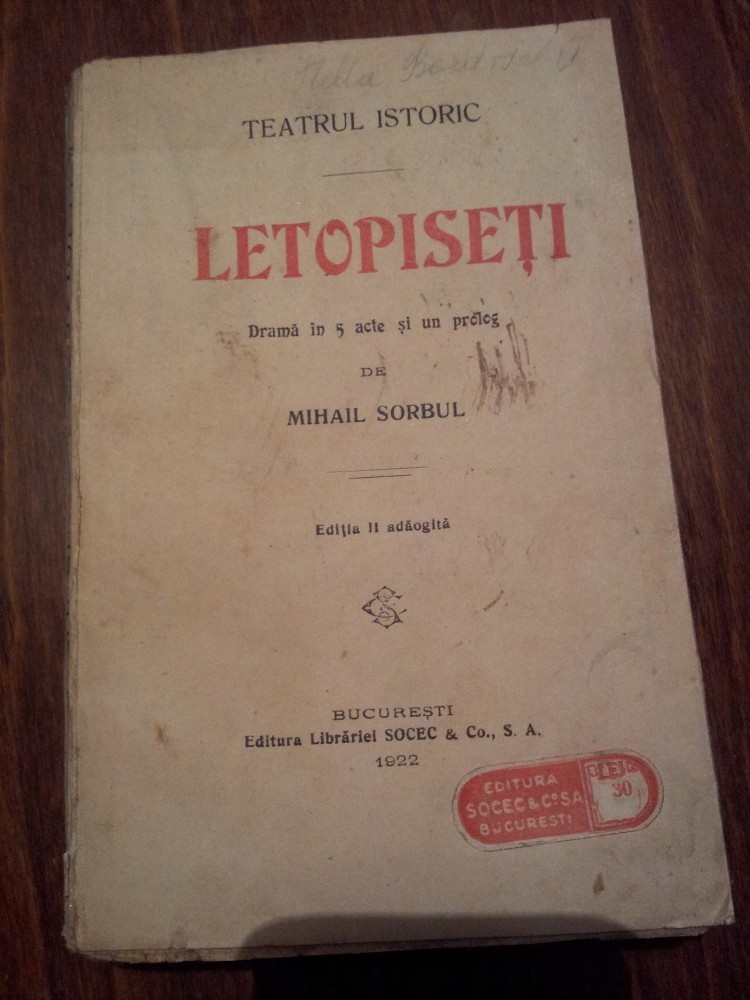 TEATRUL ISTORIC
LETOPISEȚI
Dramă în 5 acte și un prolog
DE
MIHAIL SORBUL
Ediția II adăogită
BUCUREȘTI
Editura Librăriei SOCEC & Co., S. A.
1922
EDITURA
SOCEC & Co SA
BUCUREȘTI
LEI
30